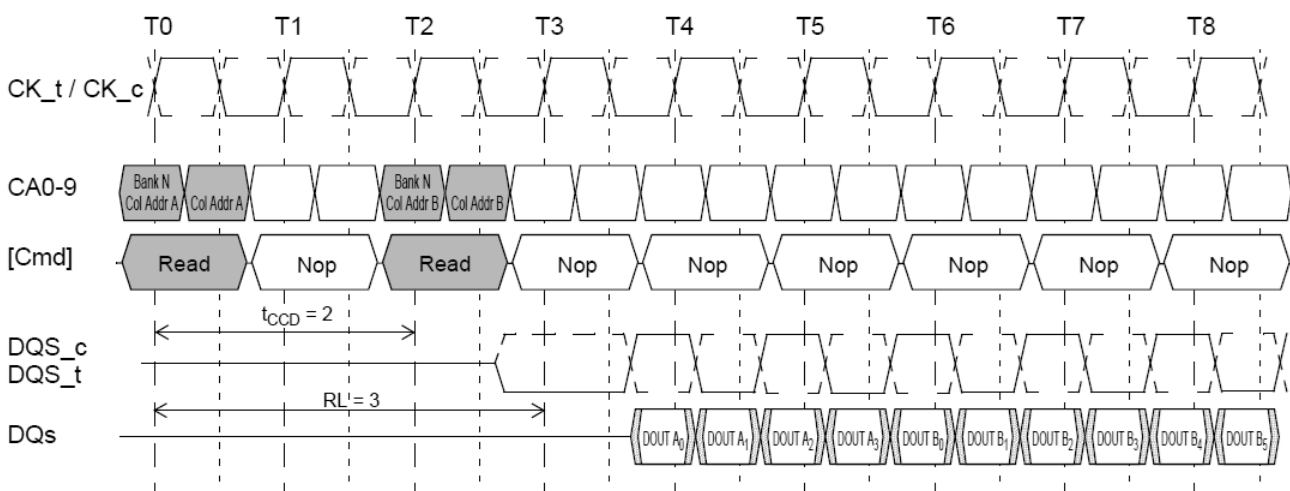 T0 T1 T2 T3 T4 T5 T6 T7 T8
CK_t / CK_c
CA0-9
Bank N
Col Addr A
Col Addr A
Bank N
Col Addr B
Col Addr B
[Cmd]
Read Nop Read Nop Nop Nop Nop Nop Nop
tCCD = 2
DQS_c
DQS_t
RL = 3
DQs
DOUT A0 DOUT A1 DOUT A2 DOUT A3 DOUT B0 DOUT B1 DOUT B2 DOUT B3 DOUT B4 DOUT B5